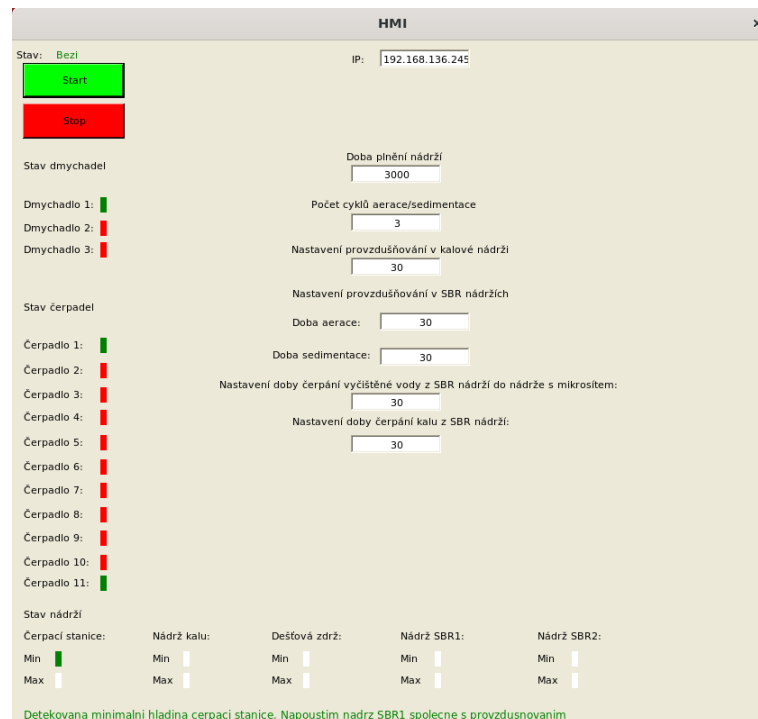 HMI
Stav: Bezi
IP: 192.168.136.245
Start
Stop
Doba plnění nádrží
3000
Stav dmychadel
Počet cyklů aerace/sedimentace
3
Dmychadlo 1:
Dmychadlo 2:
Dmychadlo 3:
Nastavení provzdušňování v kalové nádrži
30
Nastavení provzdušňování v SBR nádržích
Stav čerpadel
Doba aerace: 30
Doba sedimentace: 30
Nastavení doby čerpání vyčištěné vody z SBR nádrží do nádrže s mikrosítem:
30
Nastavení doby čerpání kalu z SBR nádrží:
30
Čerpadlo 1:
Čerpadlo 2:
Čerpadlo 3:
Čerpadlo 4:
Čerpadlo 5:
Čerpadlo 6:
Čerpadlo 7:
Čerpadlo 8:
Čerpadlo 9:
Čerpadlo 10:
Čerpadlo 11:
Stav nádrží
Čerpací stanice: Nádrž kalu: Dešťová zdrž: Nádrž SBR1: Nádrž SBR2:
Min Min Min Min Min
Max Max Max Max Max
Detekovana minimalni hladina cerpaci stanice. Napoustim nadrz SBR1 spolecne s provzdusnovanim